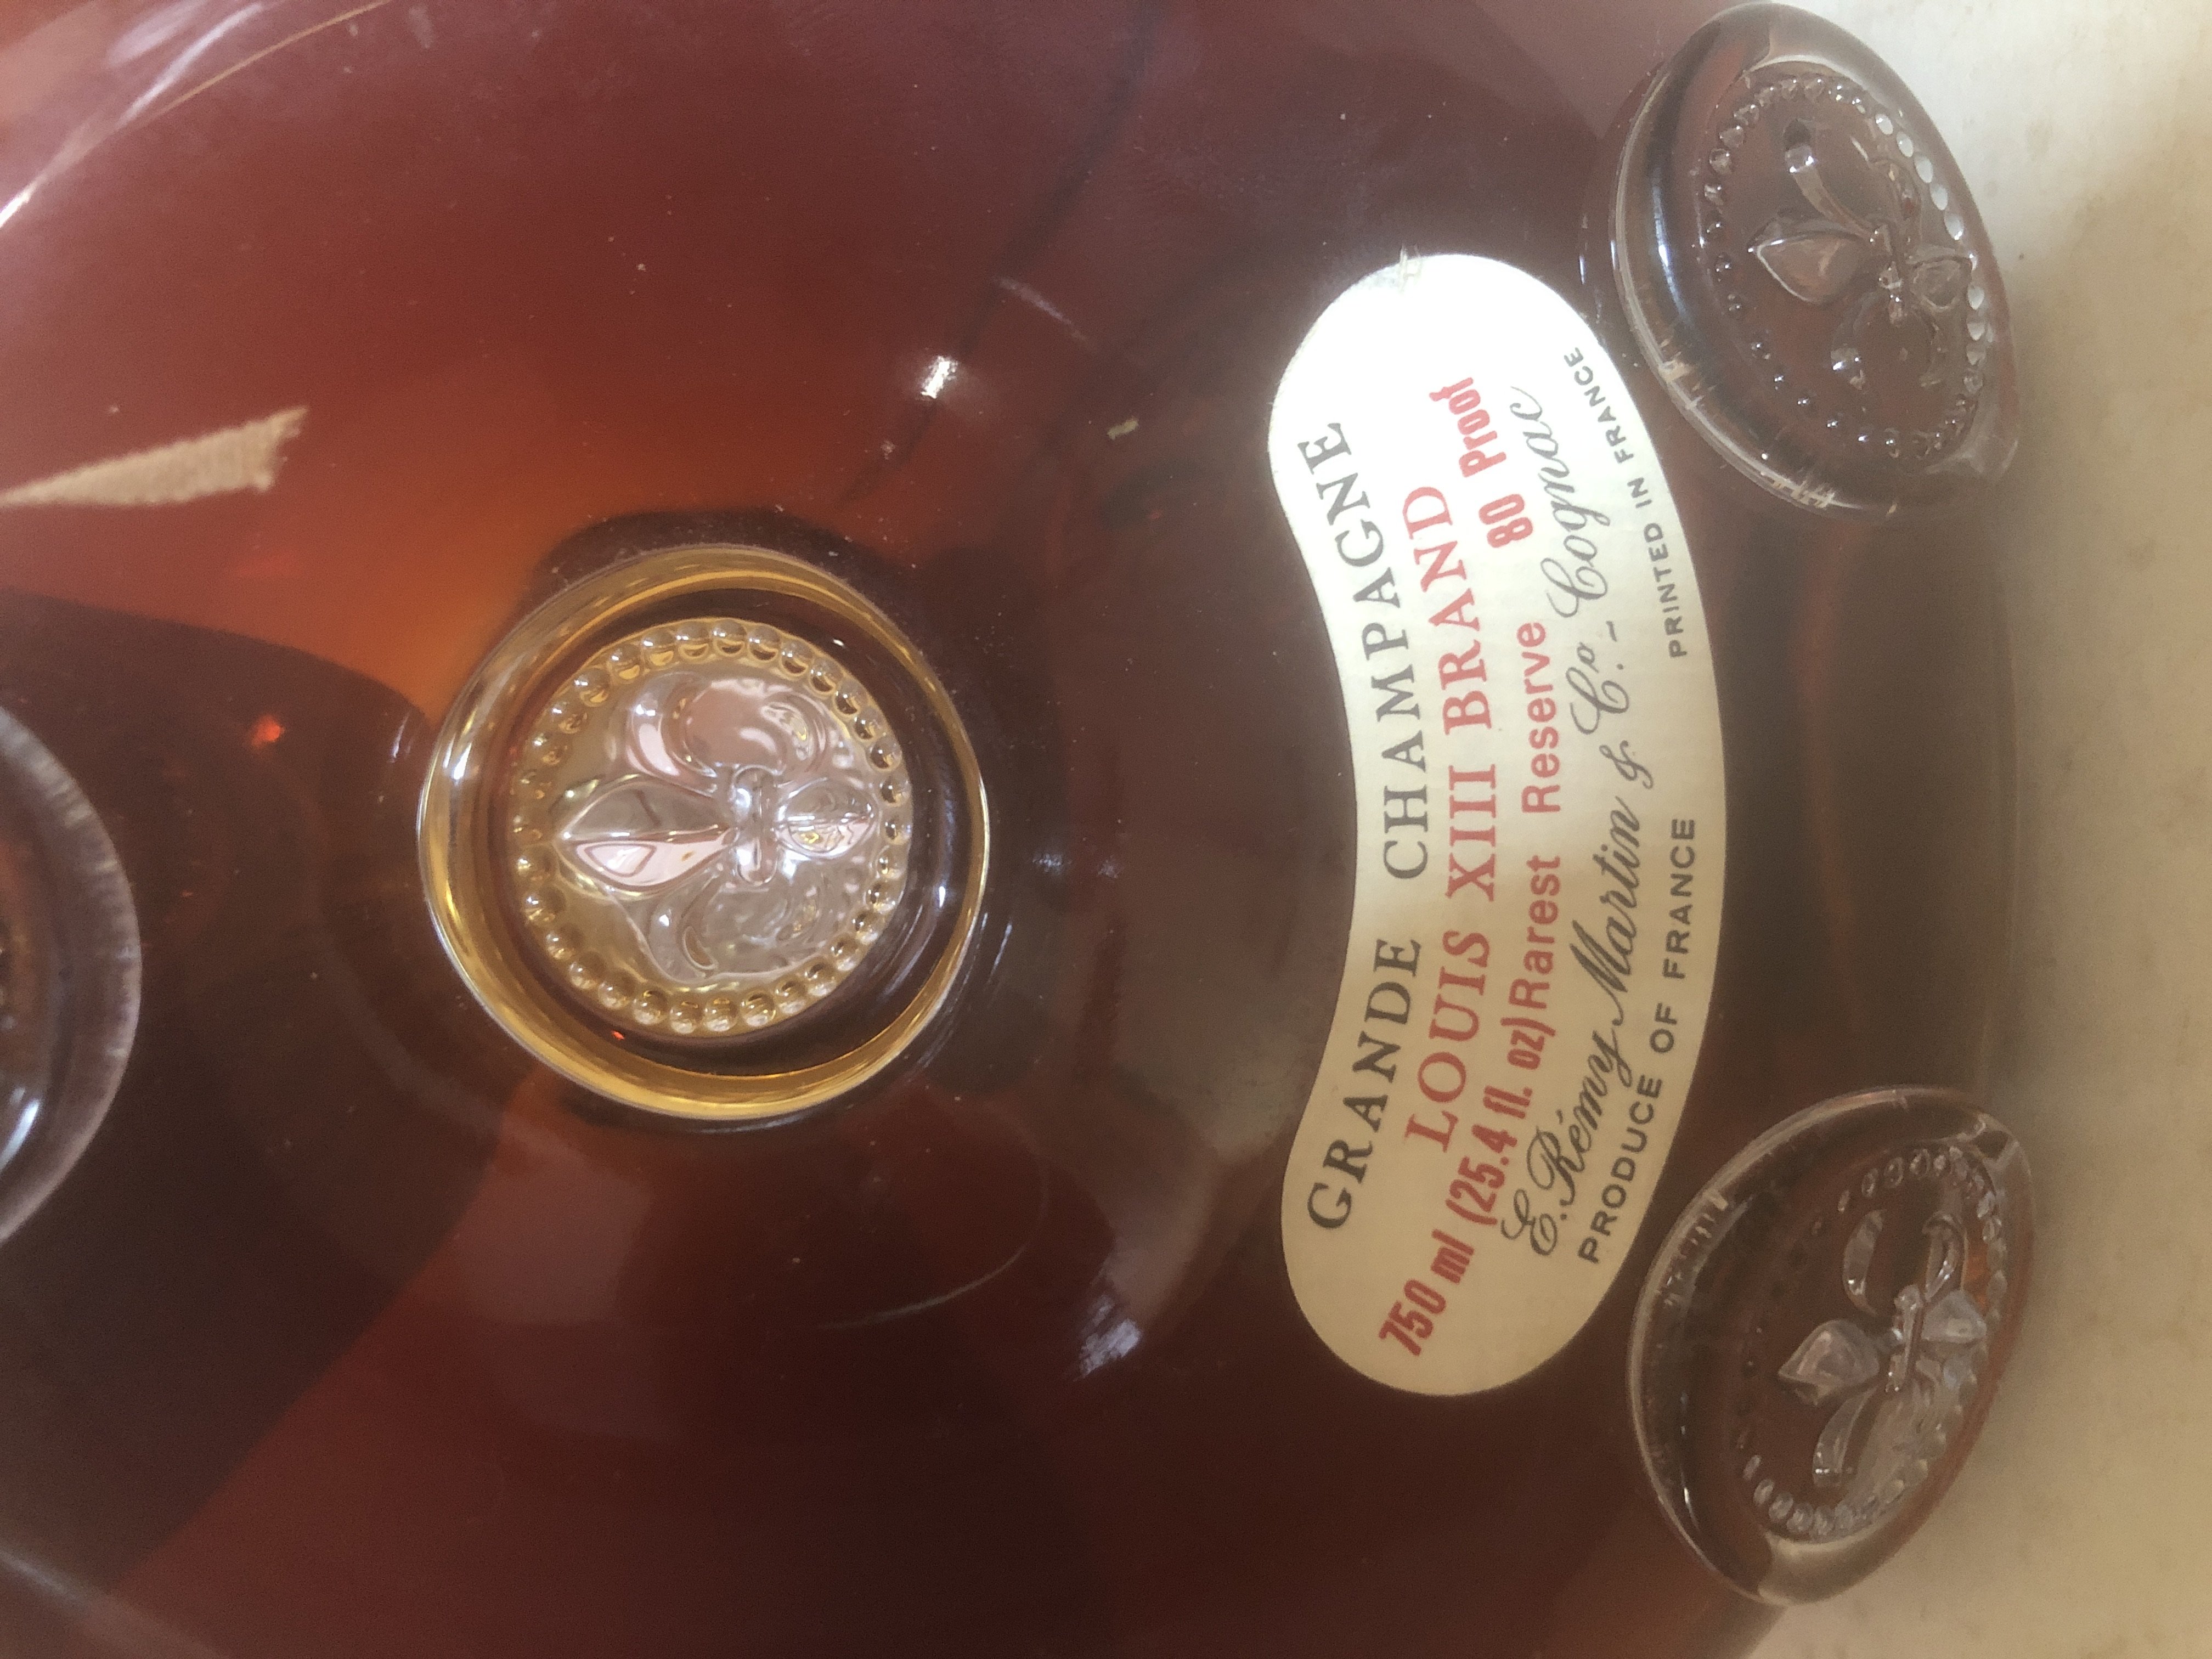 GRANDE CHAMPAGNE
LOUIS XIII BRAND
750 ml (25.4 fl. oz) Rarest Reserve 80 Proof
E. Rémy Martin & Co. - Cognac
PRODUCE OF FRANCE PRINTED IN FRANCE